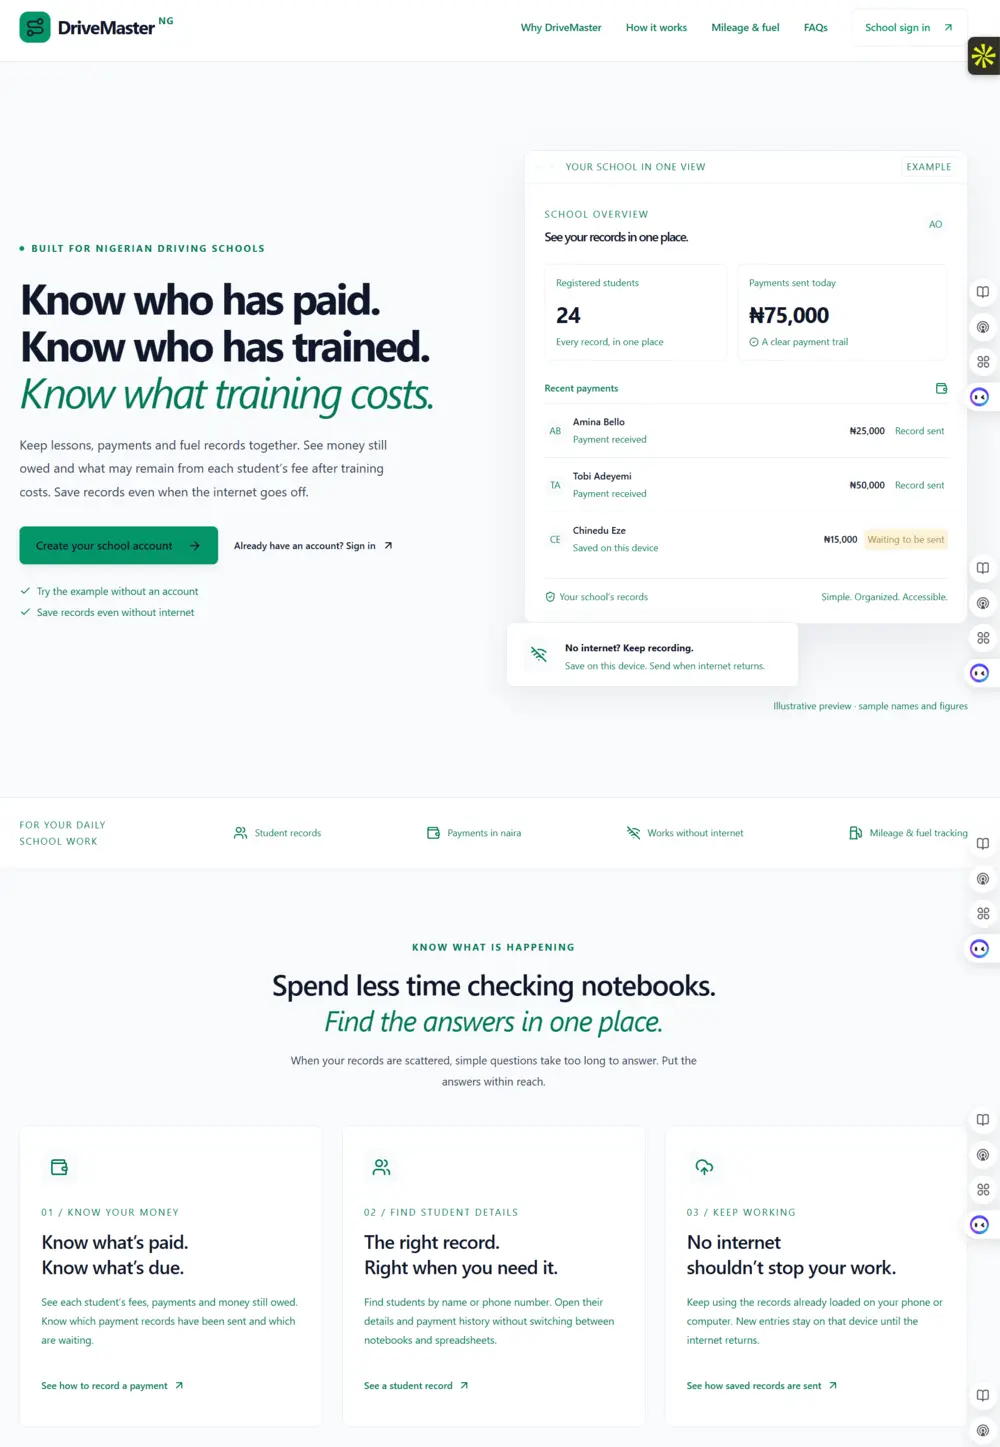 DriveMaster NG
Why DriveMaster
How it works
Mileage & fuel
FAQs
School sign in
BUILT FOR NIGERIAN DRIVING SCHOOLS
Know who has paid.
Know who has trained.
Know what training costs.
Keep lessons, payments and fuel records together. See money still
owed and what may remain from each student's fee after training
costs. Save records even when the internet goes off.
Create your school account
Already have an account? Sign in
Try the example without an account
Save records even without internet
YOUR SCHOOL IN ONE VIEW
EXAMPLE
SCHOOL OVERVIEW
See your records in one place.
AO
Registered students
24
Every record, in one place
Payments sent today
₦75,000
A clear payment trail
Recent payments
AB
Amina Bello
Payment received
₦25,000
Record sent
TA
Tobi Adeyemi
Payment received
₦50,000
Record sent
CE
Chinedu Eze
Saved on this device
₦15,000
Waiting to be sent
Your school's records
Simple. Organized. Accessible.
No internet? Keep recording.
Save on this device. Send when internet returns.
Illustrative preview · sample names and figures
FOR YOUR DAILY
SCHOOL WORK
Student records
Payments in naira
Works without internet
Mileage & fuel tracking
KNOW WHAT IS HAPPENING
Spend less time checking notebooks.
Find the answers in one place.
When your records are scattered, simple questions take too long to answer. Put the
answers within reach.
01 / KNOW YOUR MONEY
Know what's paid.
Know what's due.
See each student's fees, payments and money still owed.
Know which payment records have been sent and which
are waiting.
See how to record a payment
02 / FIND STUDENT DETAILS
The right record.
Right when you need it.
Find students by name or phone number. Open their
details and payment history without switching between
notebooks and spreadsheets.
See a student record
03 / KEEP WORKING
No internet
shouldn't stop your work.
Keep using the records already loaded on your phone or
computer. New entries stay on that device until the
internet returns.
See how saved records are sent